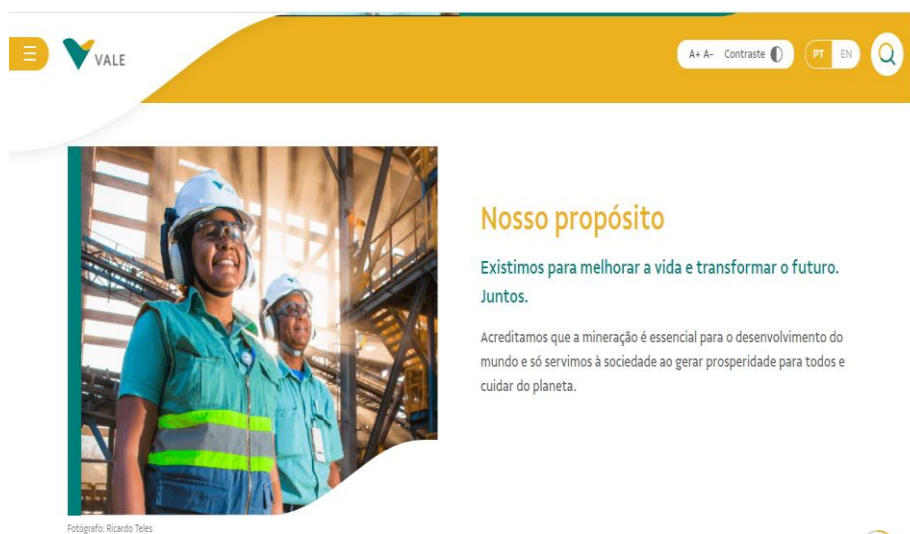 VALE
A+ A- Contraste
PT EN
Nosso propósito
Existimos para melhorar a vida e transformar o futuro.
Juntos.
Acreditamos que a mineração é essencial para o desenvolvimento do
mundo e só servimos à sociedade ao gerar prosperidade para todos e
cuidar do planeta.
Fotógrafo: Ricardo Teles